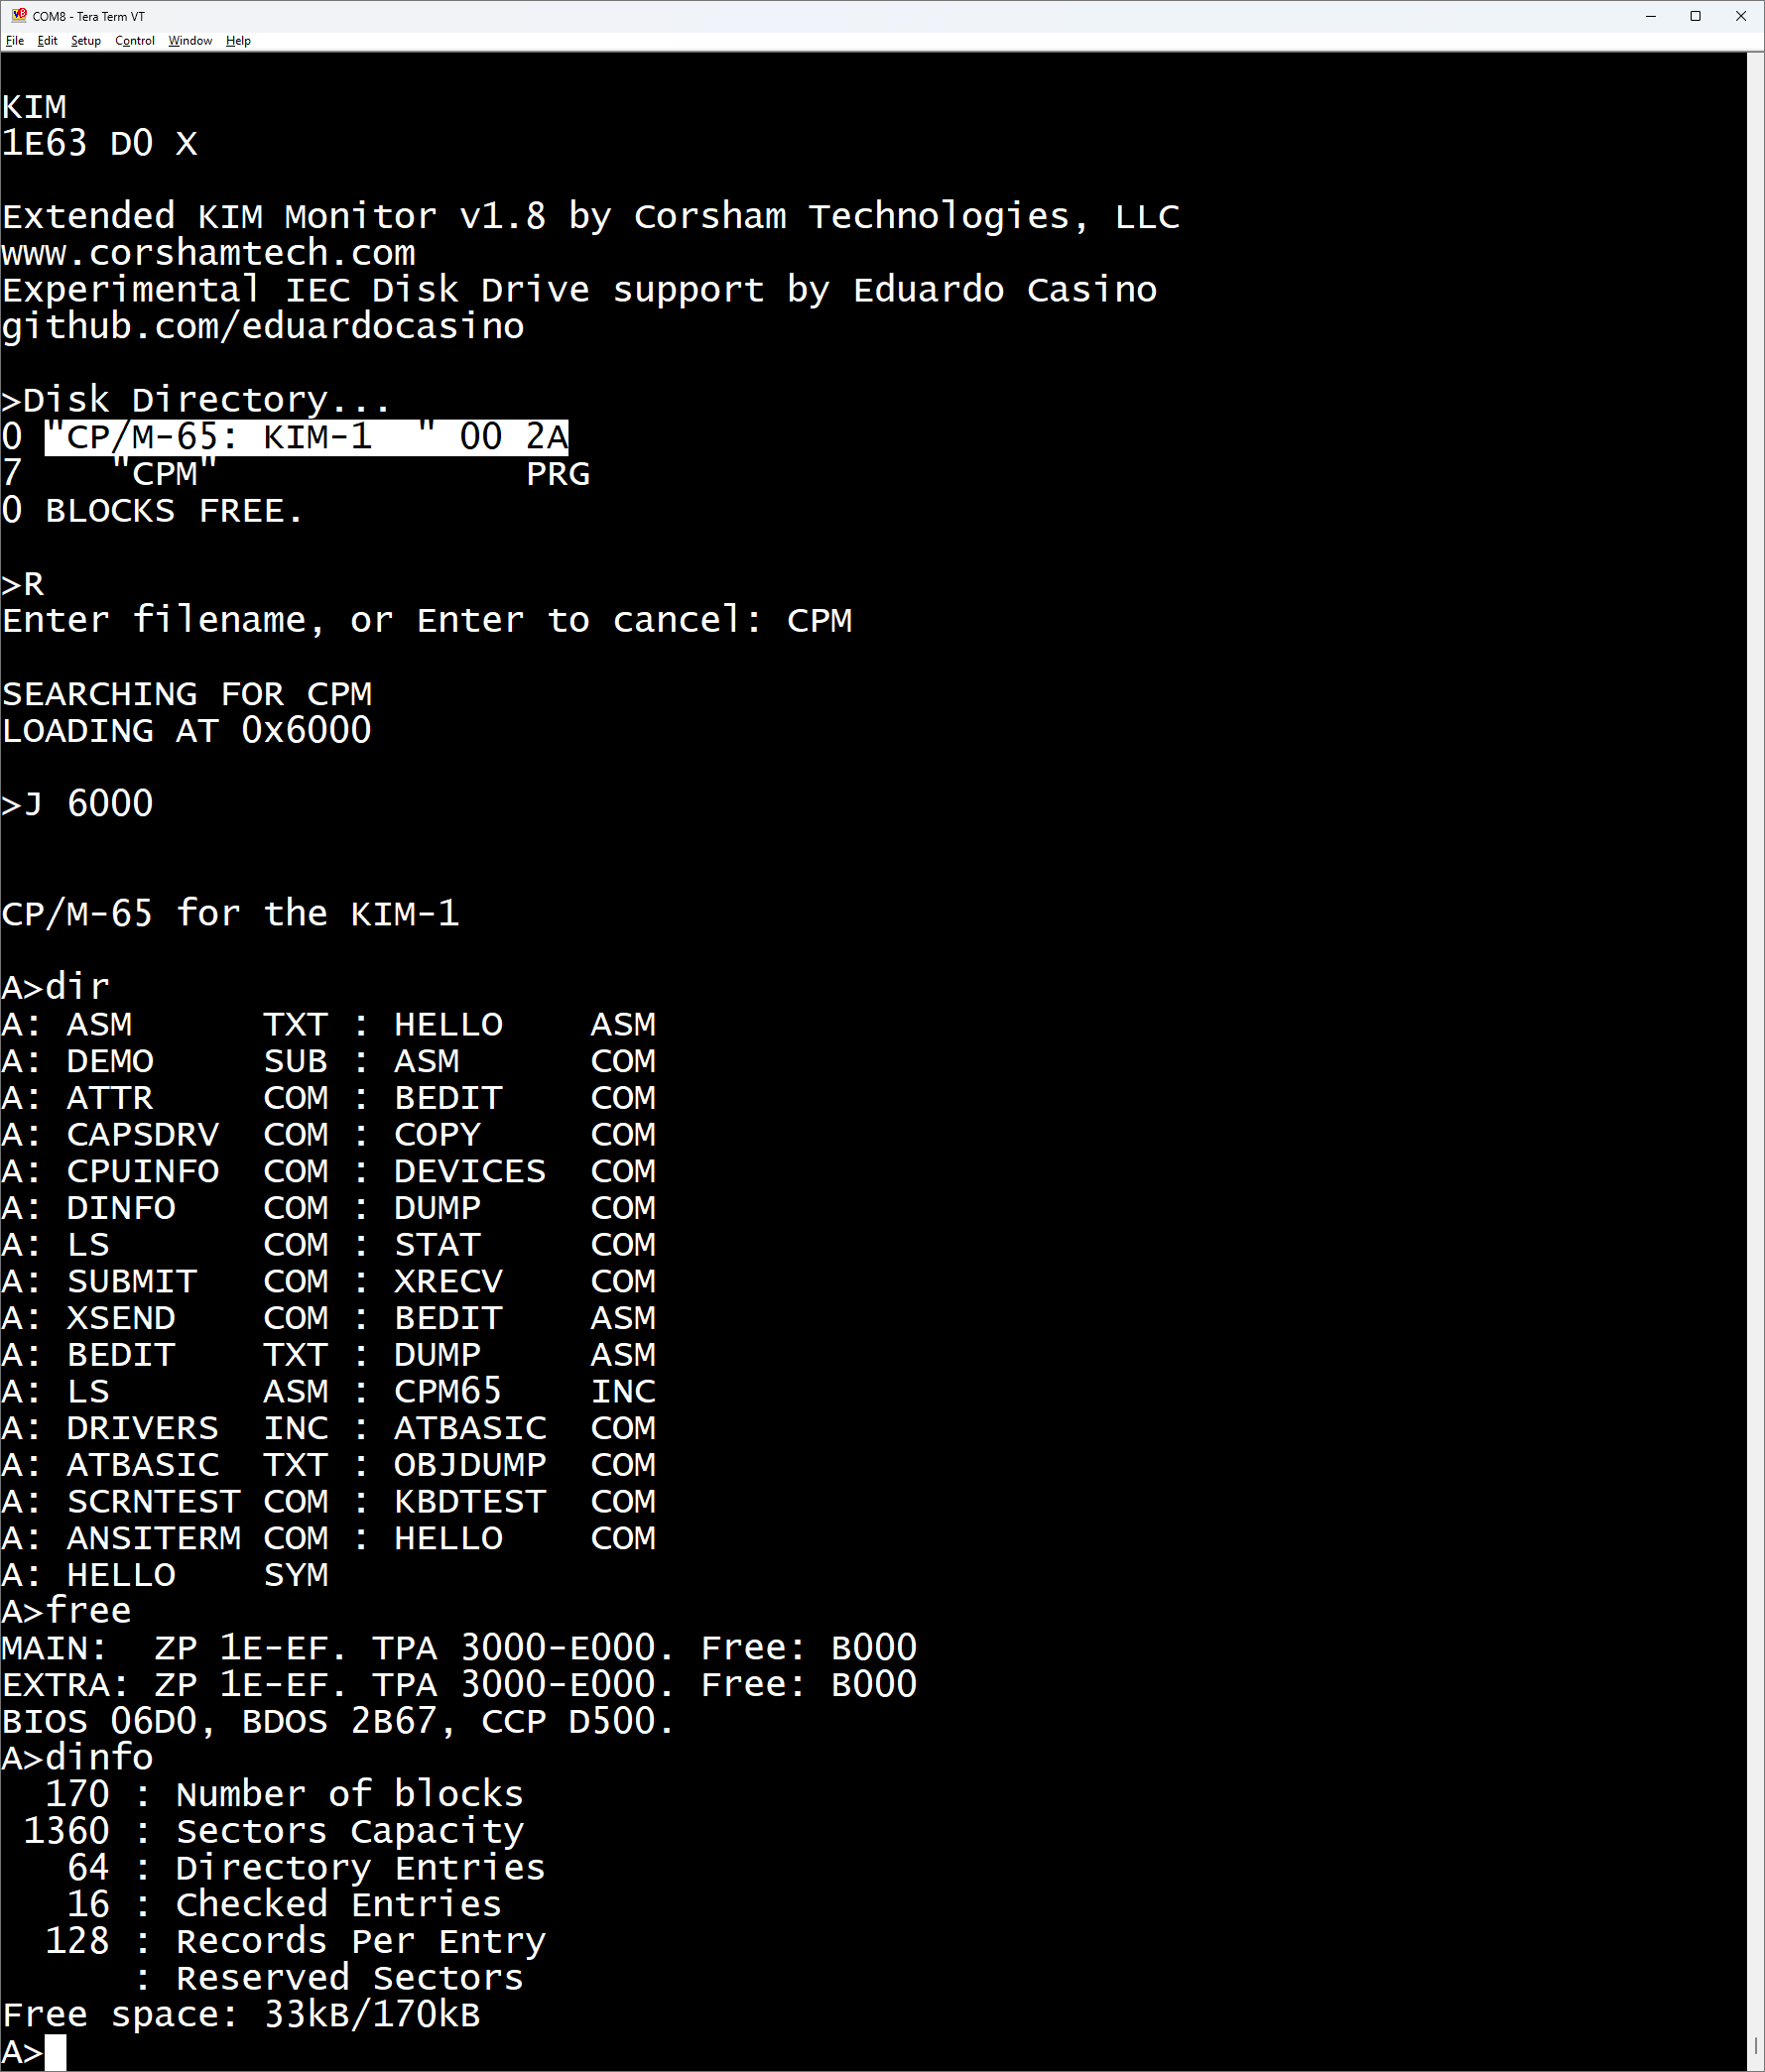 COM8 - Tera Term VT
File Edit Setup Control Window Help
KIM
1E63 D0 X
Extended KIM Monitor v1.8 by Corsham Technologies, LLC
www.corshamtech.com
Experimental IEC Disk Drive support by Eduardo Casino
github.com/eduardocasino
>Disk Directory...
0 "CP/M-65: KIM-1  " 00 2A
7    "CPM"              PRG
0 BLOCKS FREE.
>R
Enter filename, or Enter to cancel: CPM
SEARCHING FOR CPM
LOADING AT 0x6000
>J 6000
CP/M-65 for the KIM-1
A>dir
A: ASM      TXT : HELLO    ASM
A: DEMO     SUB : ASM      COM
A: ATTR     COM : BEDIT    COM
A: CAPSDRV  COM : COPY     COM
A: CPUINFO  COM : DEVICES  COM
A: DINFO    COM : DUMP     COM
A: LS       COM : STAT     COM
A: SUBMIT   COM : XRECV    COM
A: XSEND    COM : BEDIT    ASM
A: BEDIT    TXT : DUMP     ASM
A: LS       ASM : CPM65    INC
A: DRIVERS  INC : ATBASIC  COM
A: ATBASIC  TXT : OBJDUMP  COM
A: SCRNTEST COM : KBDTEST  COM
A: ANSITERM COM : HELLO    COM
A: HELLO    SYM
A>free
MAIN:  ZP 1E-EF. TPA 3000-E000. Free: B000
EXTRA: ZP 1E-EF. TPA 3000-E000. Free: B000
BIOS 06D0, BDOS 2B67, CCP D500.
A>dinfo
  170 : Number of blocks
 1360 : Sectors Capacity
   64 : Directory Entries
   16 : Checked Entries
  128 : Records Per Entry
      : Reserved Sectors
Free space: 33kB/170kB
A>